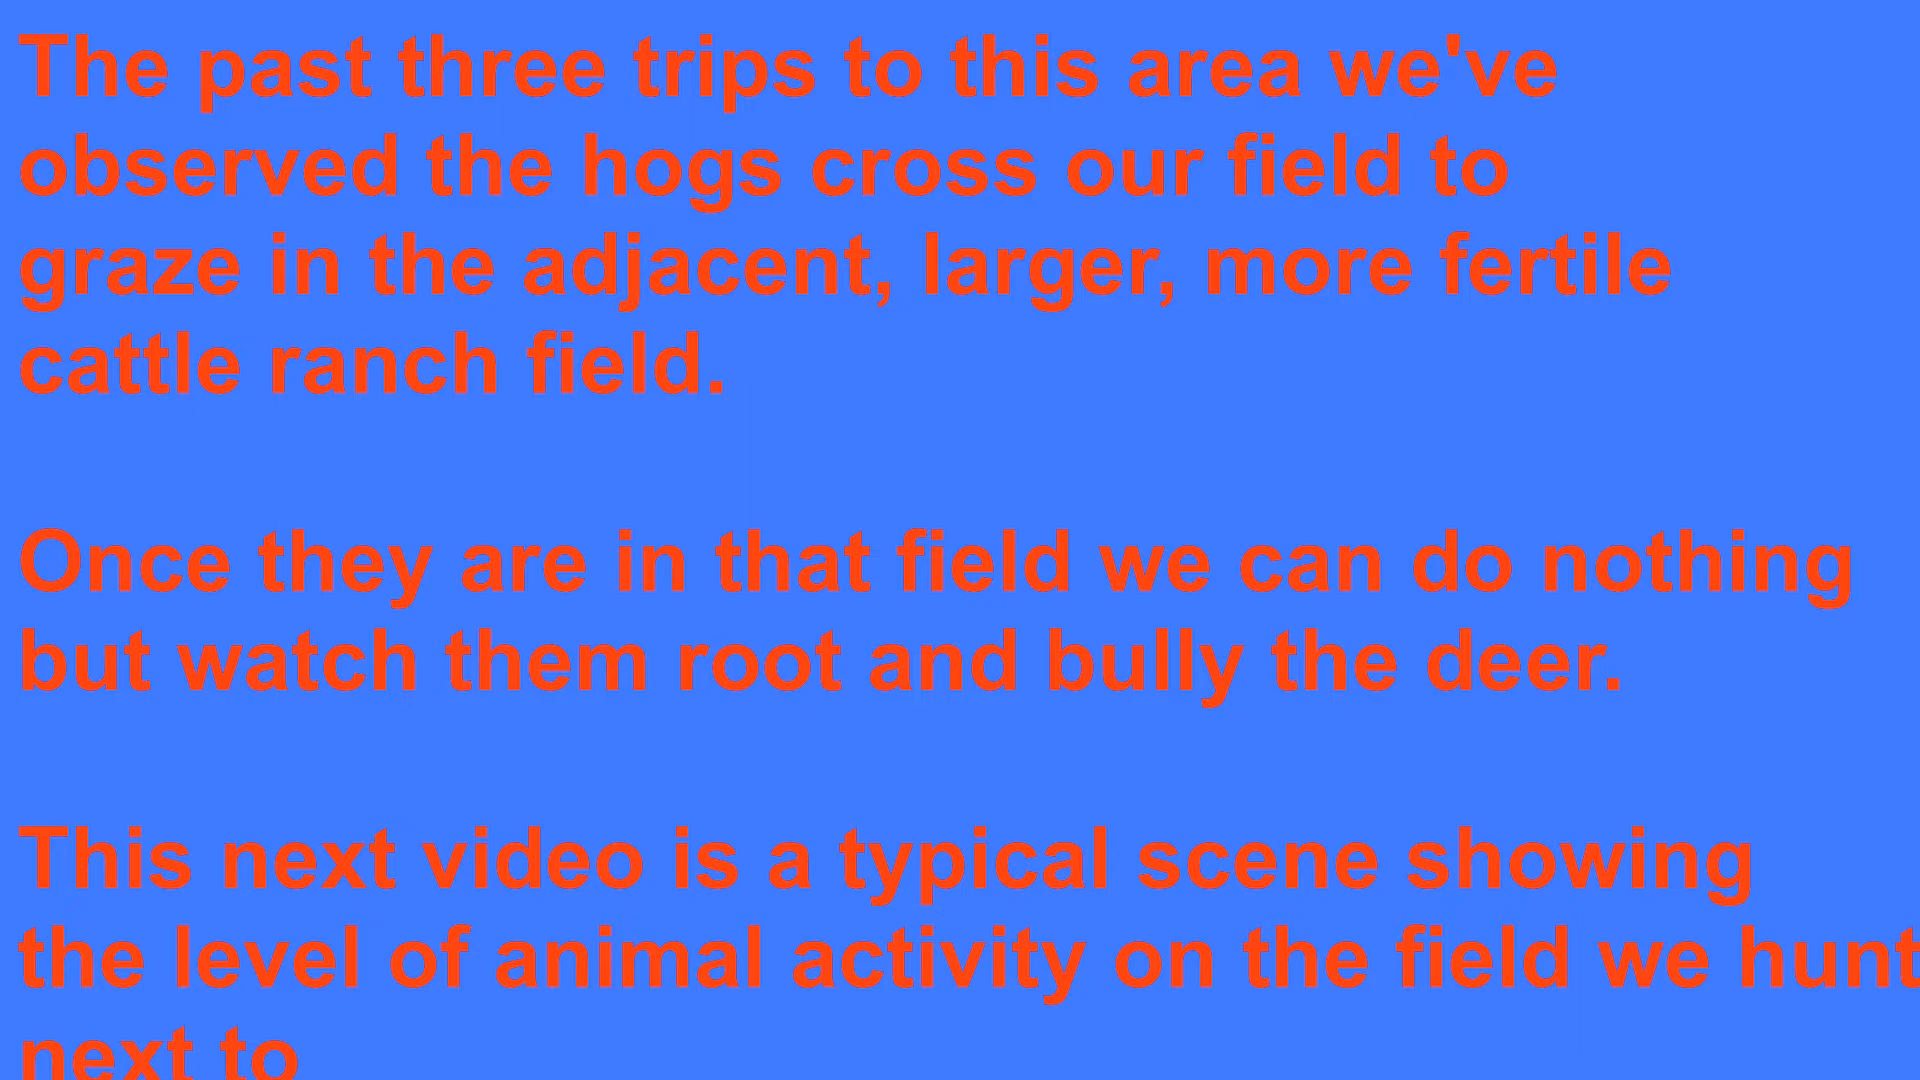 The past three trips to this area we've
observed the hogs cross our field to
graze in the adjacent, larger, more fertile
cattle ranch field.
Once they are in that field we can do nothing
but watch them root and bully the deer.
This next video is a typical scene showing
the level of animal activity on the field we hunt
next to